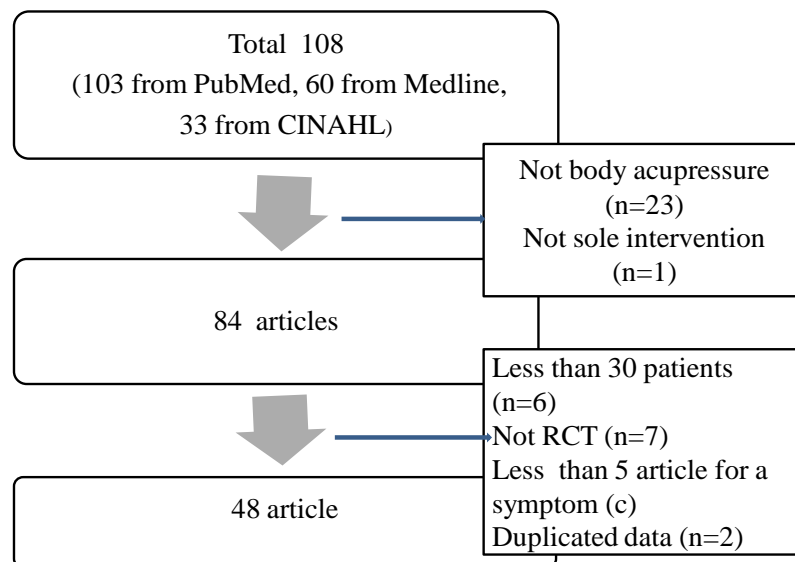 Total 108
(103 from PubMed, 60 from Medline,
33 from CINAHL)
Not body acupressure
(n=23)
Not sole intervention
(n=1)
84 articles
Less than 30 patients
(n=6)
Not RCT (n=7)
Less than 5 article for a
symptom (c)
Duplicated data (n=2)
48 article